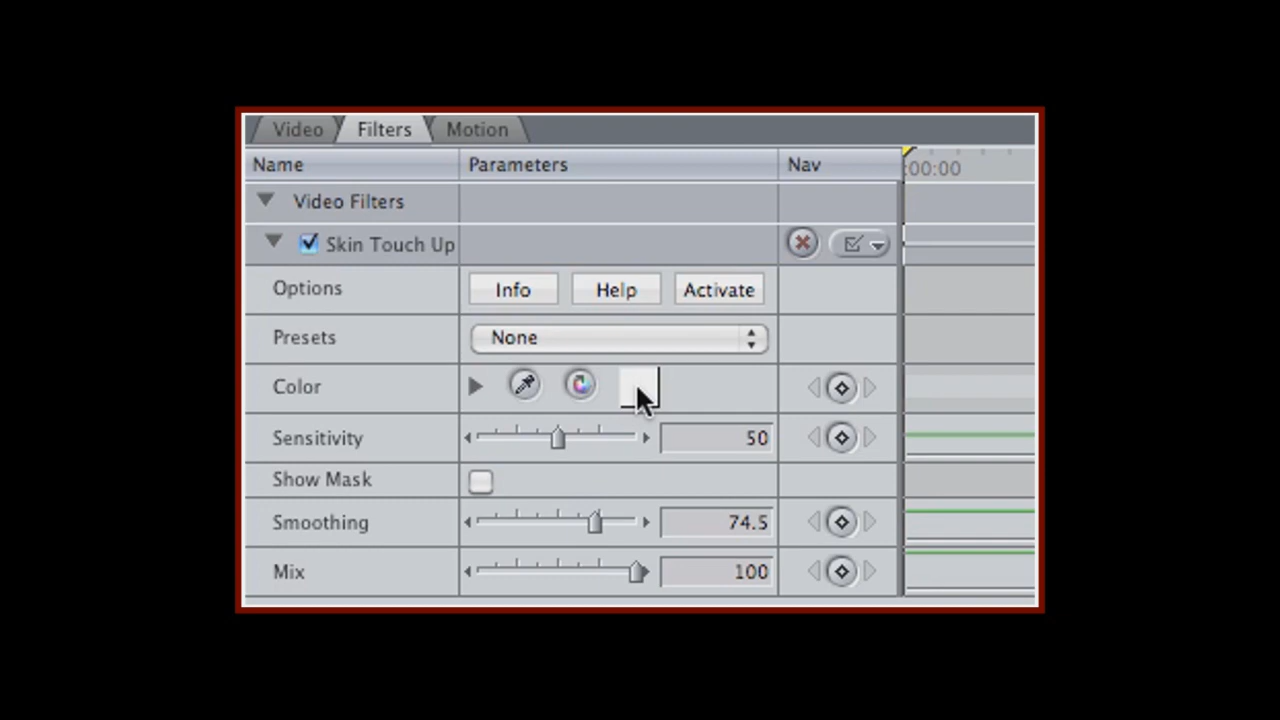 Video Filters Motion
Name Parameters Nav :00:00
Video Filters
Skin Touch Up
Options Info Help Activate
Presets None
Color
Sensitivity 50
Show Mask
Smoothing 74.5
Mix 100